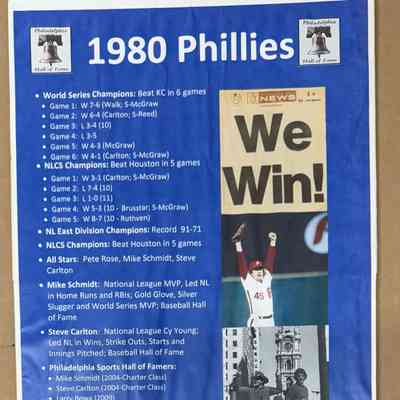 Philadelphia
Hall of Fame
1980 Phillies
Philadelphia
Hall of Fame
World Series Champions: Beat KC in 6 games
Game 1: W 7-6 (Walk; S-McGraw
Game 2: W 6-4 (Carlton; S-Reed)
Game 3: L 3-4 (10)
Game 4: L 3-5
Game 5: W 4-3 (McGraw)
Game 6: W 4-1 (Carlton; S-McGraw)
NLCS Champions: Beat Houston in 5 games
Game 1: W 3-1 (Carlton; S-McGraw)
Game 2: L 7-4 (10)
Game 3: L 1-0 (11)
Game 4: W 5-3 (10 - Brusstar; S-McGraw)
Game 5: W 8-7 (10 - Ruthven)
NL East Division Champions: Record 91-71
NLCS Champions: Beat Houston in 5 games
All Stars: Pete Rose, Mike Schmidt, Steve
Carlton
Mike Schmidt: National League MVP, Led NL
in Home Runs and RBIs; Gold Glove, Silver
Slugger and World Series MVP; Baseball Hall
of Fame
Steve Carlton: National League Cy Young;
Led NL in Wins, Strike Outs, Starts and
Innings Pitched; Baseball Hall of Fame
Philadelphia Sports Hall of Famers:
Mike Schmidt (2004-Charter Class)
Steve Carlton (2004-Charter Class)
Larry Bowa (2009)
NEWS
We
Win!
45